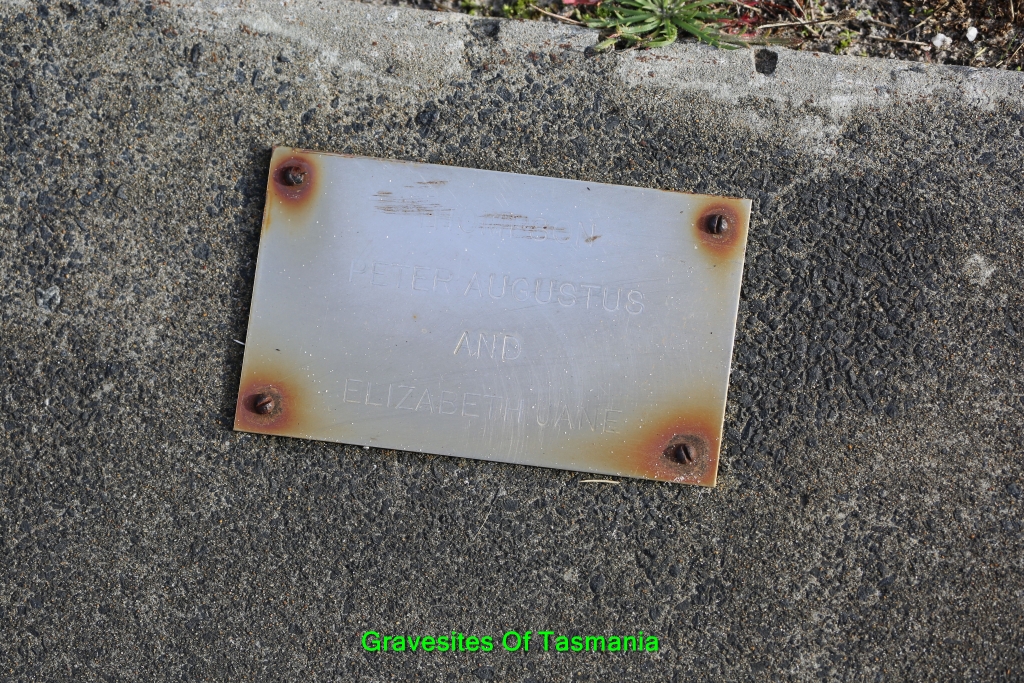 PETER AUGUSTUS
AND
ELIZABETH JANE
Gravesites Of Tasmania